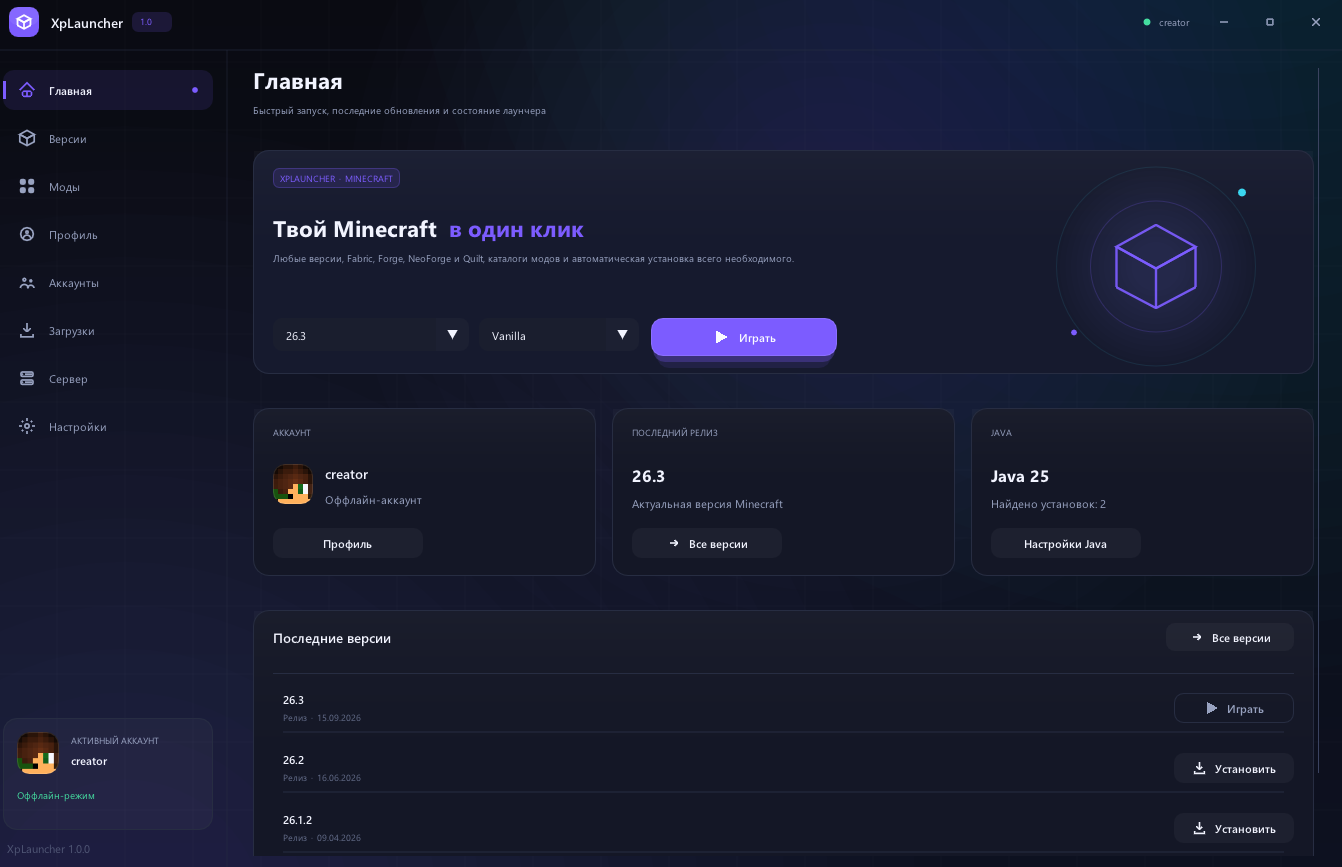 XpLauncher 1.0
creator
Главная
Версии
Моды
Профиль
Аккаунты
Загрузки
Сервер
Настройки
АКТИВНЫЙ АККАУНТ
creator
Оффлайн-режим
XpLauncher 1.0.0
Главная
Быстрый запуск, последние обновления и состояние лаунчера
XPLAUNCHER · MINECRAFT
Твой Minecraft в один клик
Любые версии, Fabric, Forge, NeoForge и Quilt, каталоги модов и автоматическая установка всего необходимого.
26.3
Vanilla
Играть
АККАУНТ
creator
Оффлайн-аккаунт
Профиль
ПОСЛЕДНИЙ РЕЛИЗ
26.3
Актуальная версия Minecraft
Все версии
JAVA
Java 25
Найдено установок: 2
Настройки Java
Последние версии
Все версии
26.3
Релиз · 15.09.2026
Играть
26.2
Релиз · 16.06.2026
Установить
26.1.2
Релиз · 09.04.2026
Установить